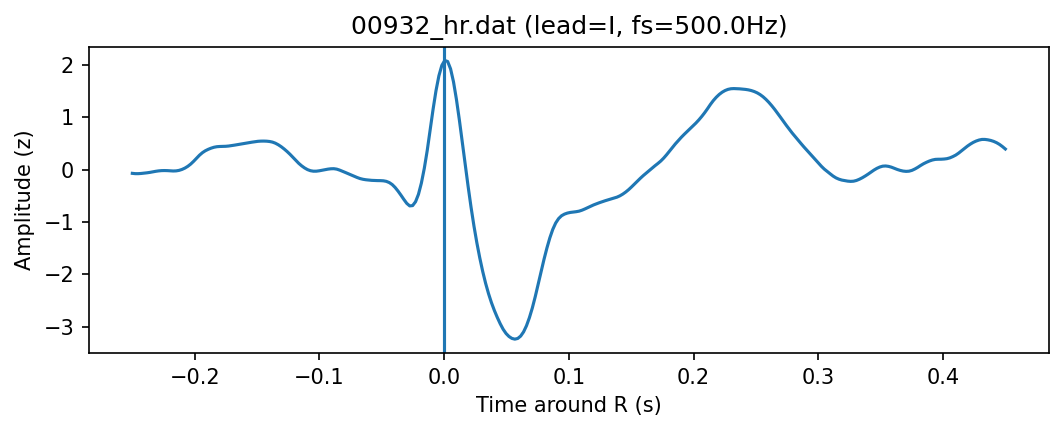 00932_hr.dat (lead=I, fs=500.0Hz)
Amplitude (z)
2
1
0
−1
−2
−3
−0.2 −0.1 0.0 0.1 0.2 0.3 0.4
Time around R (s)